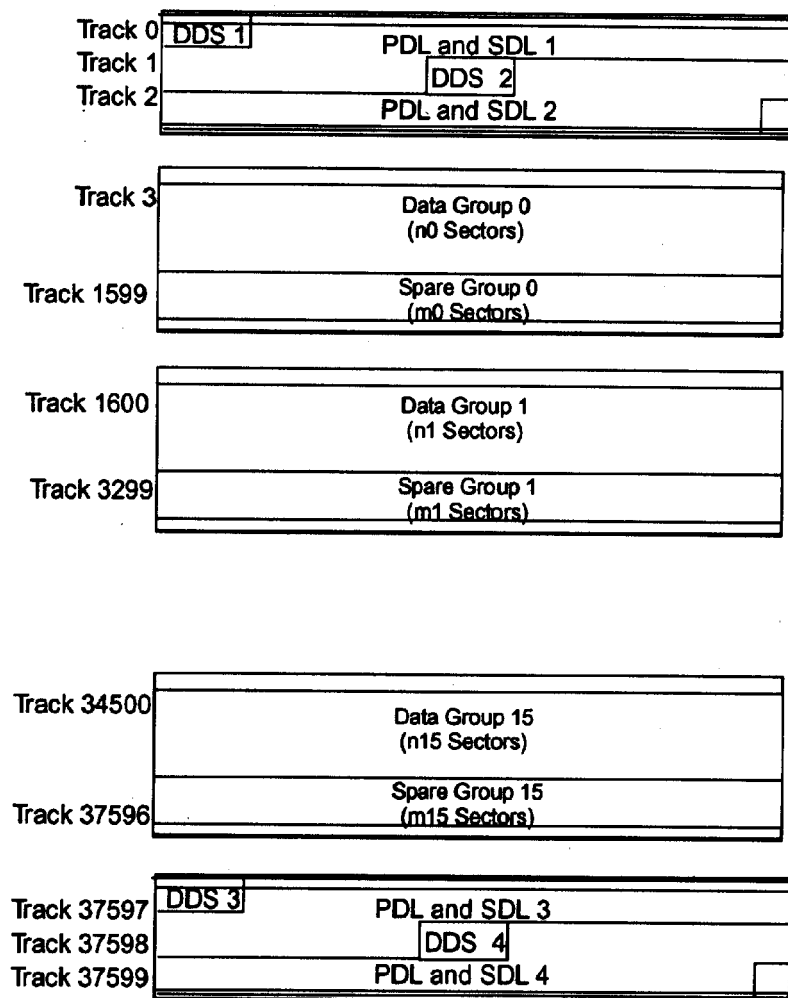 Track 0 DDS 1 PDL and SDL 1
Track 1 DDS 2
Track 2 PDL and SDL 2
Track 3 Data Group 0
(n0 Sectors)
Track 1599 Spare Group 0
(m0 Sectors)
Track 1600 Data Group 1
(n1 Sectors)
Track 3299 Spare Group 1
(m1 Sectors)
Track 34500 Data Group 15
(n15 Sectors)
Spare Group 15
Track 37596 (m15 Sectors)
DDS 3
Track 37597 PDL and SDL 3
Track 37598 DDS 4
Track 37599 PDL and SDL 4